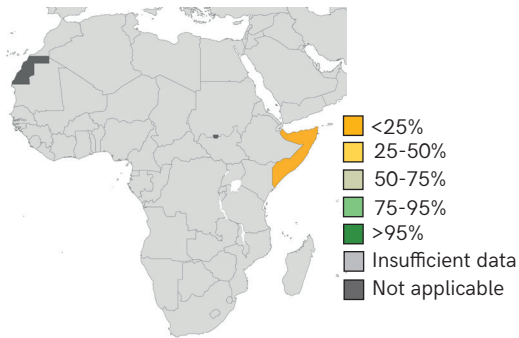 <25%
25-50%
50-75%
75-95%
>95%
Insufficient data
Not applicable